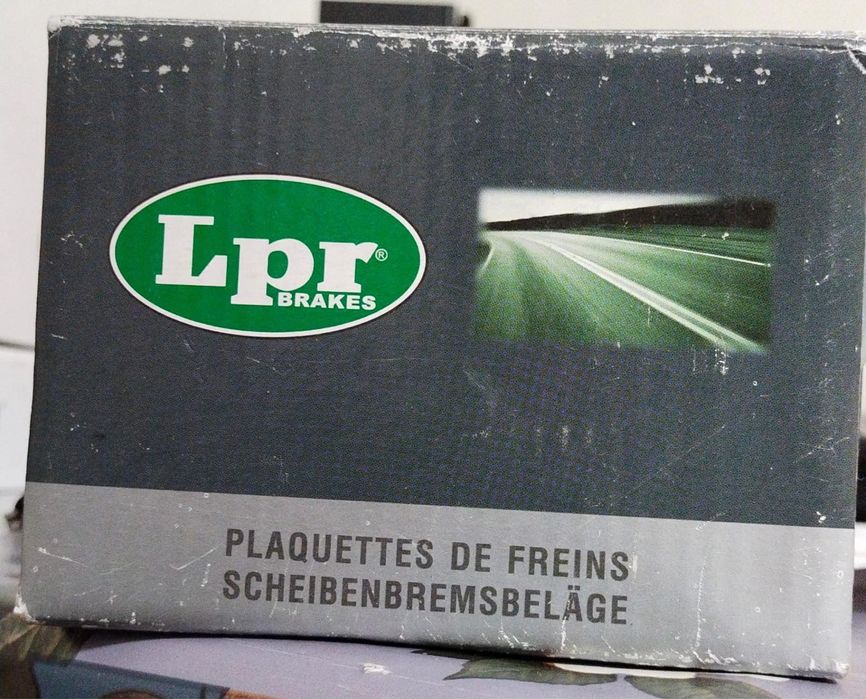 Lpr®
BRAKES
PLAQUETTES DE FREINS
SCHEIBENBREMSBELÄGE